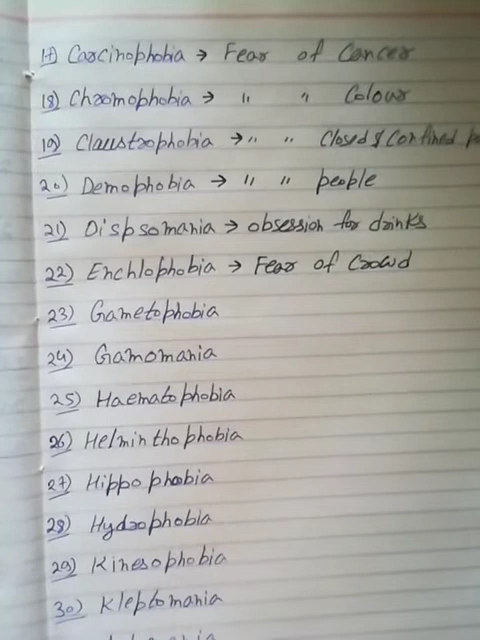 17) Carcinophobia → Fear of Cancer
18) Chromophobia → " " Colour
19) Claustrophobia → " " Closed & Confined
20) Demophobia → " " people
21) Dispsomania → obsession for drinks
22) Enchlophobia → Fear of Crowd
23) Gametophobia
24) Gamomania
25) Haematophobia
26) Helminthophobia
27) Hippophobia
28) Hydrophobia
29) Kinesophobia
30) Kleptomania